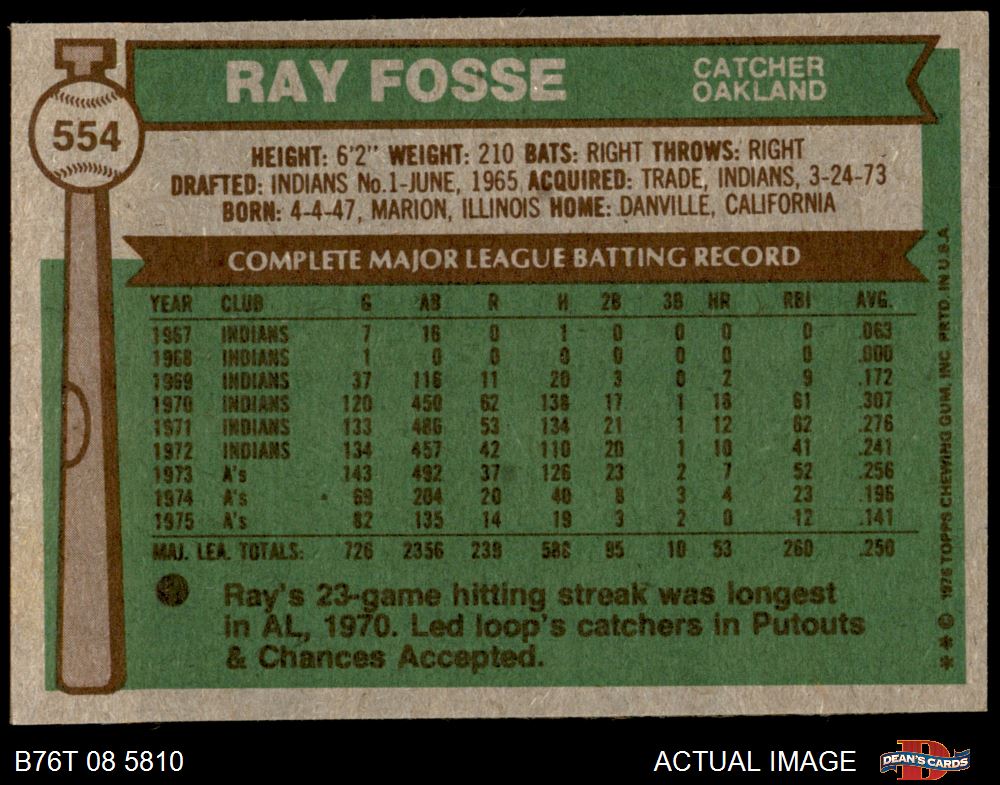 554
RAY FOSSE
CATCHER
OAKLAND
HEIGHT: 6'2" WEIGHT: 210 BATS: RIGHT THROWS: RIGHT
DRAFTED: INDIANS No.1-JUNE, 1965 ACQUIRED: TRADE, INDIANS, 3-24-73
BORN: 4-4-47, MARION, ILLINOIS HOME: DANVILLE, CALIFORNIA
COMPLETE MAJOR LEAGUE BATTING RECORD
YEAR CLUB G AB R H 2B 3B HR RBI AVG.
1967 INDIANS 7 16 0 1 0 0 0 0 .063
1968 INDIANS 1 0 0 0 0 0 0 0 .000
1969 INDIANS 37 116 11 20 3 0 2 9 .172
1970 INDIANS 120 450 62 138 17 1 18 61 .307
1971 INDIANS 133 486 53 134 21 1 12 62 .276
1972 INDIANS 134 457 42 110 20 1 10 41 .241
1973 A's 143 492 37 126 23 2 7 52 .256
1974 A's 69 204 20 40 8 3 4 23 .196
1975 A's 82 135 14 19 3 2 0 12 .141
MAJ. LEA. TOTALS: 726 2356 239 588 95 10 53 260 .250
Ray's 23-game hitting streak was longest
in AL, 1970. Led loop's catchers in Putouts
& Chances Accepted.
* * © 1976 TOPPS CHEWING GUM, INC. PRTD. IN U.S.A.
B76T 08 5810
ACTUAL IMAGE
D
DEAN'S CARDS